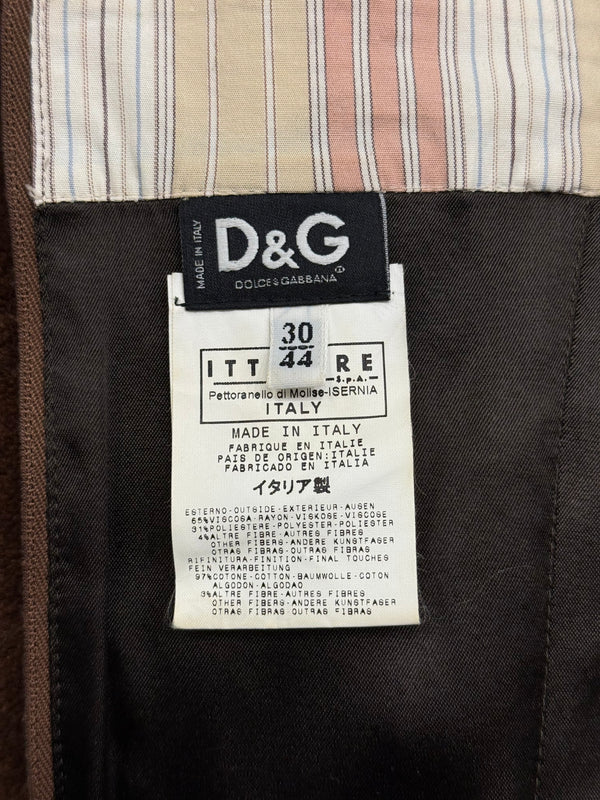 MADE IN ITALY
D&G
DOLCE & GABBANA®
30
44
ITT RE
S.p.A.
Pettoranello di Molise-ISERNIA
ITALY
MADE IN ITALY
FABRIQUE EN ITALIE
PAIS DE ORIGEN:ITALIE
FABRICADO EN ITALIA
イタリア製
ESTERNO-OUTSIDE-EXTERIEUR-AUSEN
65%VISCOSA-RAYON-VISKOSE-VISCOSE
31%POLIESTERE-POLYESTER-POLIESTER
4%ALTRE FIBRE-AUTRES FIBRES
OTHER FIBERS-ANDERE KUNSTFASER
OTRAS FIBRAS-OUTRAS FIBRAS
RIFINITURA-FINITION-FINAL TOUCHES
FEIN VERARBEITUNG
97%COTONE-COTTON-BAUMWOLLE-COTON
ALGODON-ALGODAO
3%ALTRE FIBRE-AUTRES FIBRES
OTHER FIBERS-ANDERE KUNSTFASER
OTRAS FIBRAS-OUTRAS FIBRAS